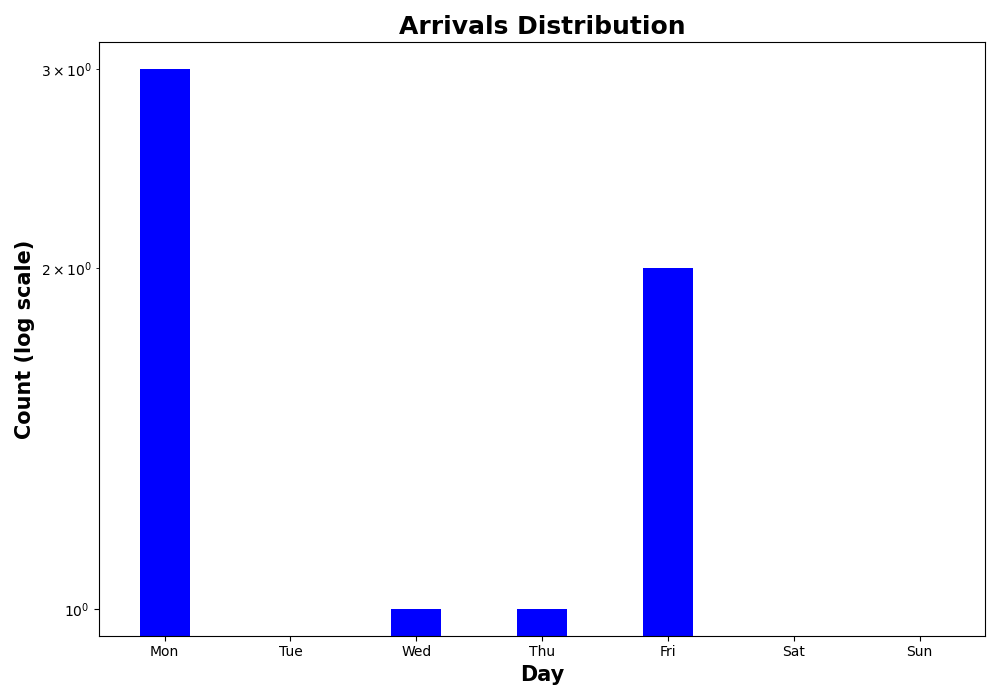 Arrivals Distribution
Count (log scale)
3 × 10⁰
2 × 10⁰
10⁰
Mon Tue Wed Thu Fri Sat Sun
Day